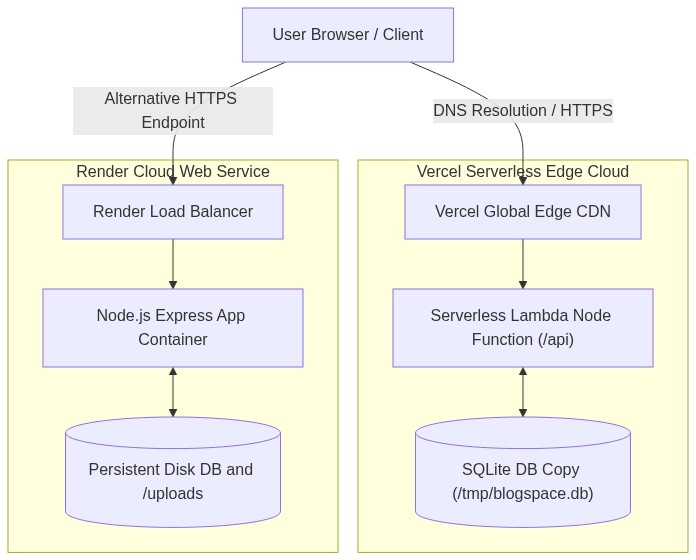 User Browser / Client
Alternative HTTPS
Endpoint
DNS Resolution / HTTPS
Render Cloud Web Service
Render Load Balancer
Node.js Express App
Container
Persistent Disk DB and
/uploads
Vercel Serverless Edge Cloud
Vercel Global Edge CDN
Serverless Lambda Node
Function (/api)
SQLite DB Copy
(/tmp/blogspace.db)